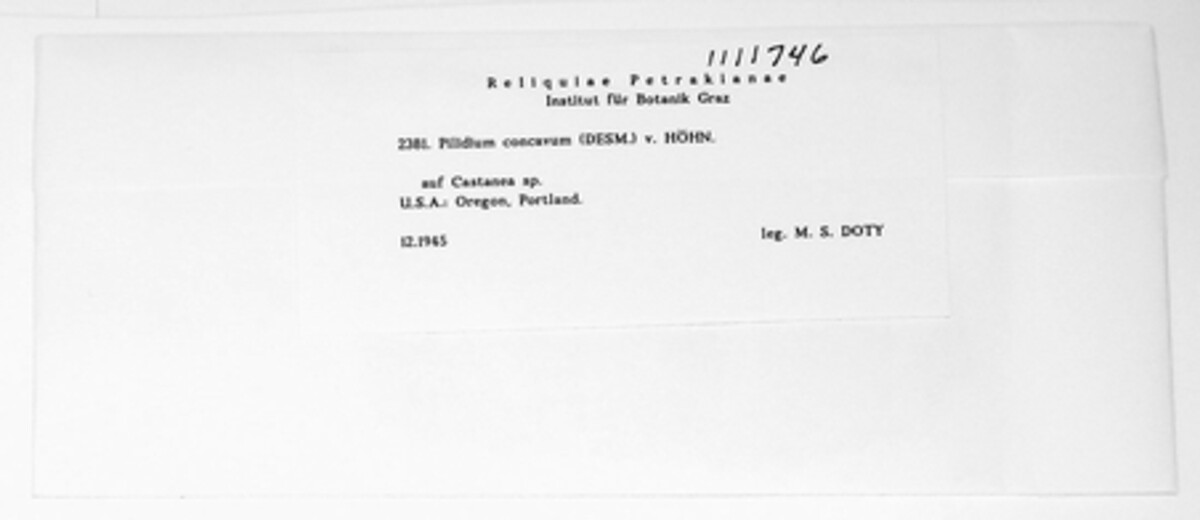 1111746
Reliquiae Petrakianae
Institut für Botanik Graz
2381. Pilidium concavum (DESM.) v. HÖHN.
auf Castanea sp.
U.S.A.: Oregon, Portland.
12.1945
leg. M. S. DOTY